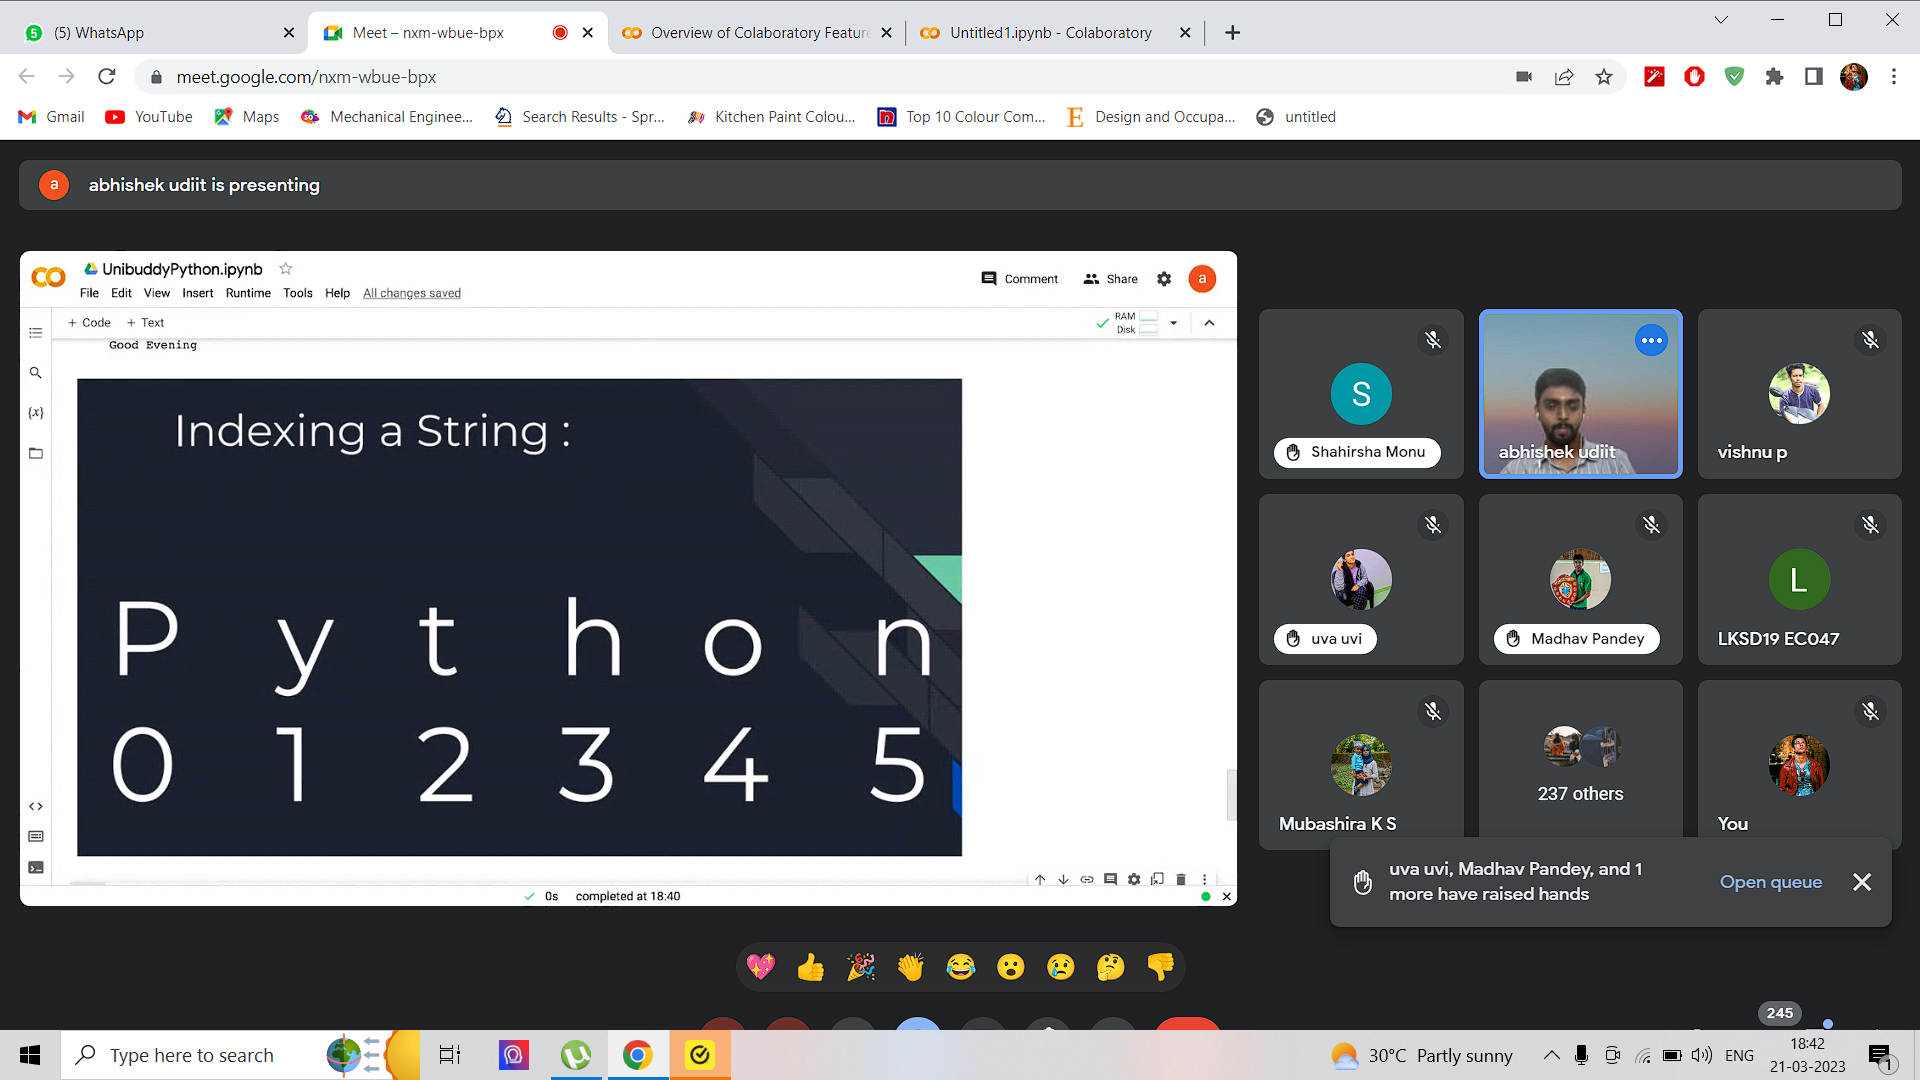 (5) WhatsApp
Meet – nxm-wbue-bpx
Overview of Colaboratory Feature
Untitled1.ipynb - Colaboratory
meet.google.com/nxm-wbue-bpx
Gmail
YouTube
Maps
Mechanical Enginee...
Search Results - Spr...
Kitchen Paint Colou...
Top 10 Colour Com...
Design and Occupa...
untitled
a
abhishek udiit is presenting
UnibuddyPython.ipynb
File Edit View Insert Runtime Tools Help All changes saved
Comment
Share
a
+ Code + Text
RAM
Disk
Good Evening
{x}
Indexing a String :
P y t h o n
0 1 2 3 4 5
0s completed at 18:40
S
Shahirsha Monu
abhishek udiit
vishnu p
uva uvi
Madhav Pandey
L
LKSD19 EC047
Mubashira K S
237 others
You
uva uvi, Madhav Pandey, and 1
more have raised hands
Open queue
245
Type here to search
30°C Partly sunny
ENG
18:42
21-03-2023
1